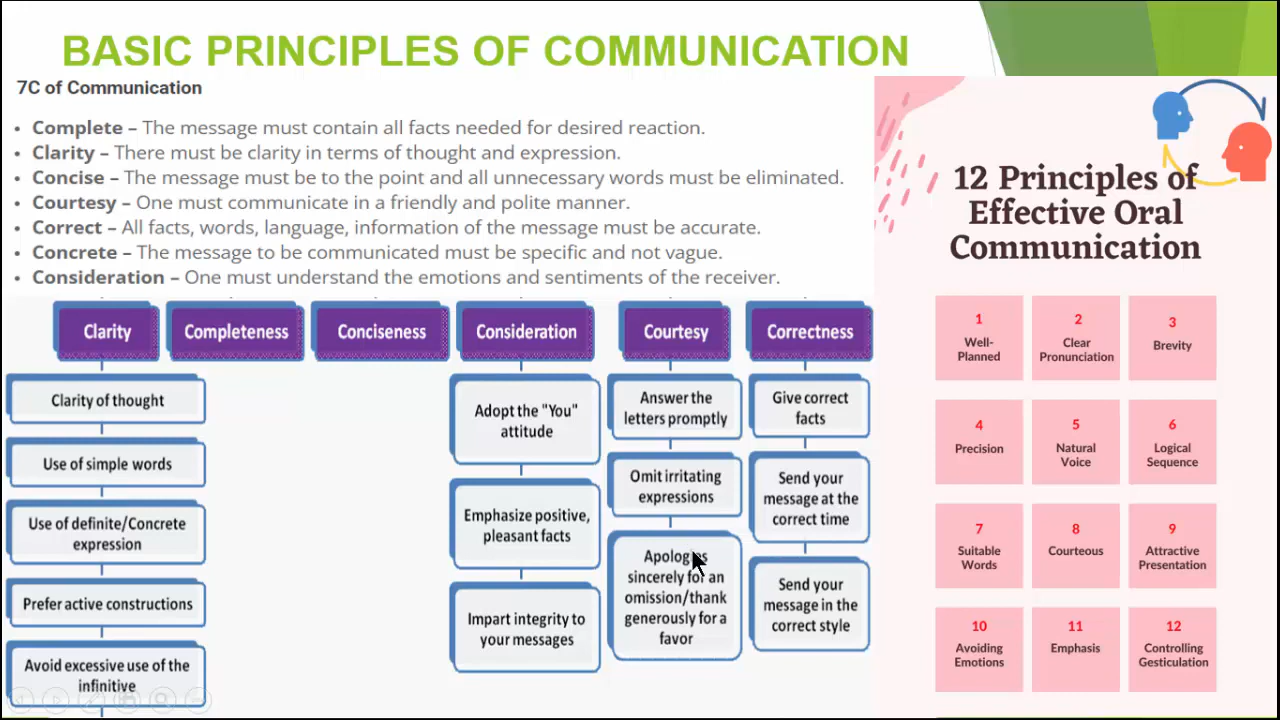 BASIC PRINCIPLES OF COMMUNICATION
7C of Communication
• Complete – The message must contain all facts needed for desired reaction.
• Clarity – There must be clarity in terms of thought and expression.
• Concise – The message must be to the point and all unnecessary words must be eliminated.
• Courtesy – One must communicate in a friendly and polite manner.
• Correct – All facts, words, language, information of the message must be accurate.
• Concrete – The message to be communicated must be specific and not vague.
• Consideration – One must understand the emotions and sentiments of the receiver.
Clarity
Clarity of thought
Use of simple words
Use of definite/Concrete
expression
Prefer active constructions
Avoid excessive use of the
infinitive
Completeness
Conciseness
Consideration
Adopt the "You"
attitude
Emphasize positive,
pleasant facts
Impart integrity to
your messages
Courtesy
Answer the
letters promptly
Omit irritating
expressions
sincerely for an
omission/thank
generously for a
favor
Correctness
Give correct
facts
Send your
message at the
correct time
Send your
message in the
correct style
12 Principles of
Effective Oral
Communication
1
Well-
Planned
2
Clear
Pronunciation
3
Brevity
4
Precision
5
Natural
Voice
6
Logical
Sequence
7
Suitable
Words
8
Courteous
9
Attractive
Presentation
10
Avoiding
Emotions
11
Emphasis
12
Controlling
Gesticulation